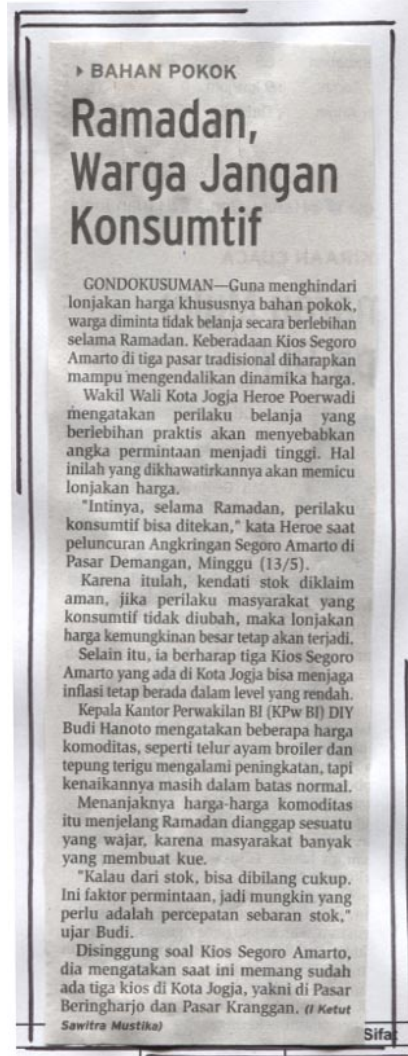 BAHAN POKOK
Ramadan,
Warga Jangan
Konsumtif
GONDOKUSUMAN—Guna menghindari
lonjakan harga khususnya bahan pokok,
warga diminta tidak belanja secara berlebihan
selama Ramadan. Keberadaan Kios Segoro
Amarto di tiga pasar tradisional diharapkan
mampu mengendalikan dinamika harga.
Wakil Wali Kota Jogja Heroe Poerwadi
mengatakan perilaku belanja yang
berlebihan praktis akan menyebabkan
angka permintaan menjadi tinggi. Hal
inilah yang dikhawatirkannya akan memicu
lonjakan harga.
"Intinya, selama Ramadan, perilaku
konsumtif bisa ditekan," kata Heroe saat
peluncuran Angkringan Segoro Amarto di
Pasar Demangan, Minggu (13/5).
Karena itulah, kendati stok diklaim
aman, jika perilaku masyarakat yang
konsumtif tidak diubah, maka lonjakan
harga kemungkinan besar tetap akan terjadi.
Selain itu, ia berharap tiga Kios Segoro
Amarto yang ada di Kota Jogja bisa menjaga
inflasi tetap berada dalam level yang rendah.
Kepala Kantor Perwakilan BI (KPw BI) DIY
Budi Hanoto mengatakan beberapa harga
komoditas, seperti telur ayam broiler dan
tepung terigu mengalami peningkatan, tapi
kenaikannya masih dalam batas normal.
Menanjaknya harga-harga komoditas
itu menjelang Ramadan dianggap sesuatu
yang wajar, karena masyarakat banyak
yang membuat kue.
"Kalau dari stok, bisa dibilang cukup.
Ini faktor permintaan, jadi mungkin yang
perlu adalah percepatan sebaran stok,"
ujar Budi.
Disinggung soal Kios Segoro Amarto,
dia mengatakan saat ini memang sudah
ada tiga kios di Kota Jogja, yakni di Pasar
Beringharjo dan Pasar Kranggan. (I Ketut
Sawitra Mustika)
Sifat